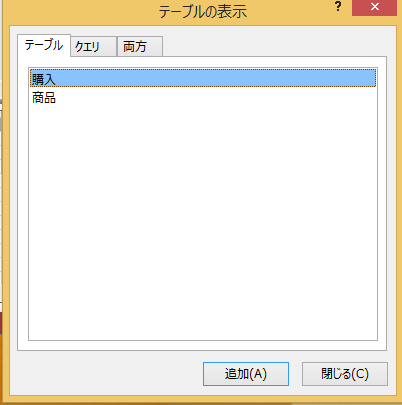 テーブルの表示
?
×
テーブル
クエリ
両方
購入
商品
追加(A)
閉じる(C)